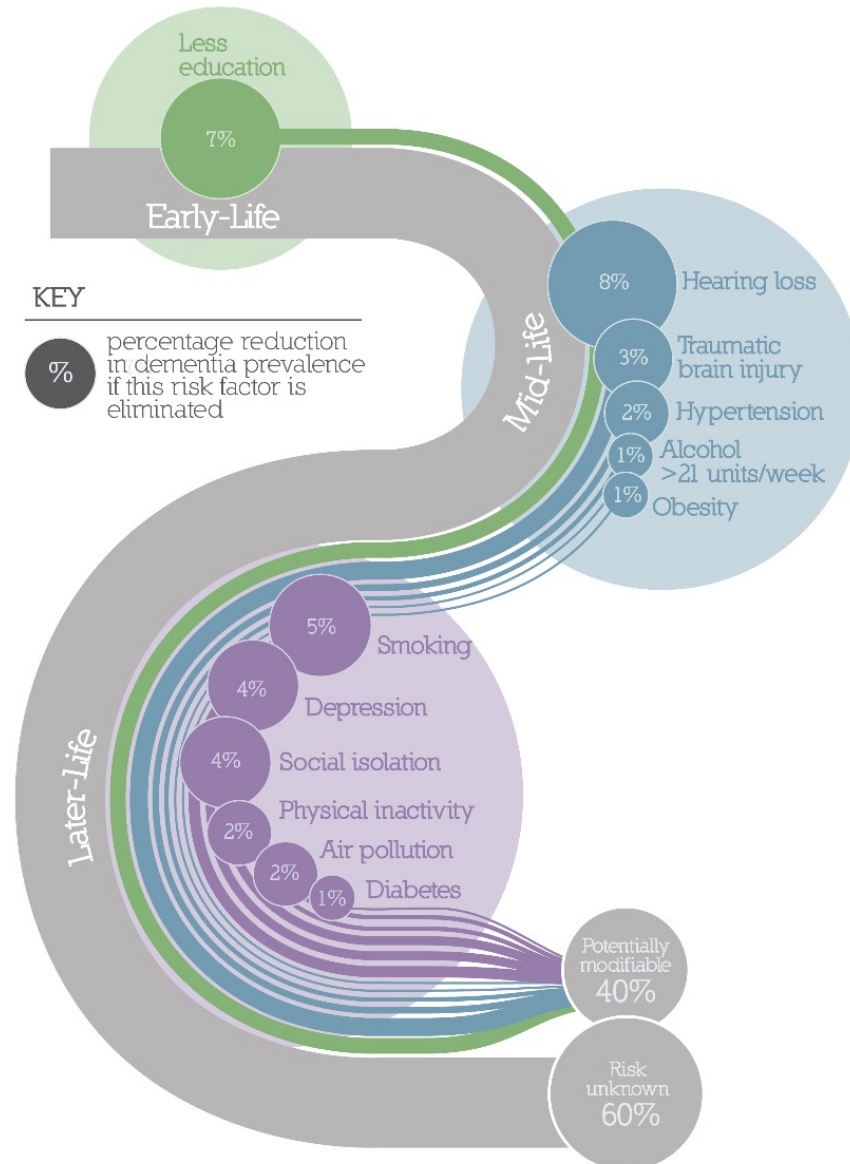 Less
education
7%
Early-Life
KEY
%
percentage reduction
in dementia prevalence
if this risk factor is
eliminated
Mid-Life
8%
Hearing loss
3%
Traumatic
brain injury
2%
Hypertension
1%
Alcohol
>21 units/week
1%
Obesity
Later-Life
5%
Smoking
4%
Depression
4%
Social isolation
2%
Physical inactivity
2%
Air pollution
1%
Diabetes
Potentially
modifiable
40%
Risk
unknown
60%